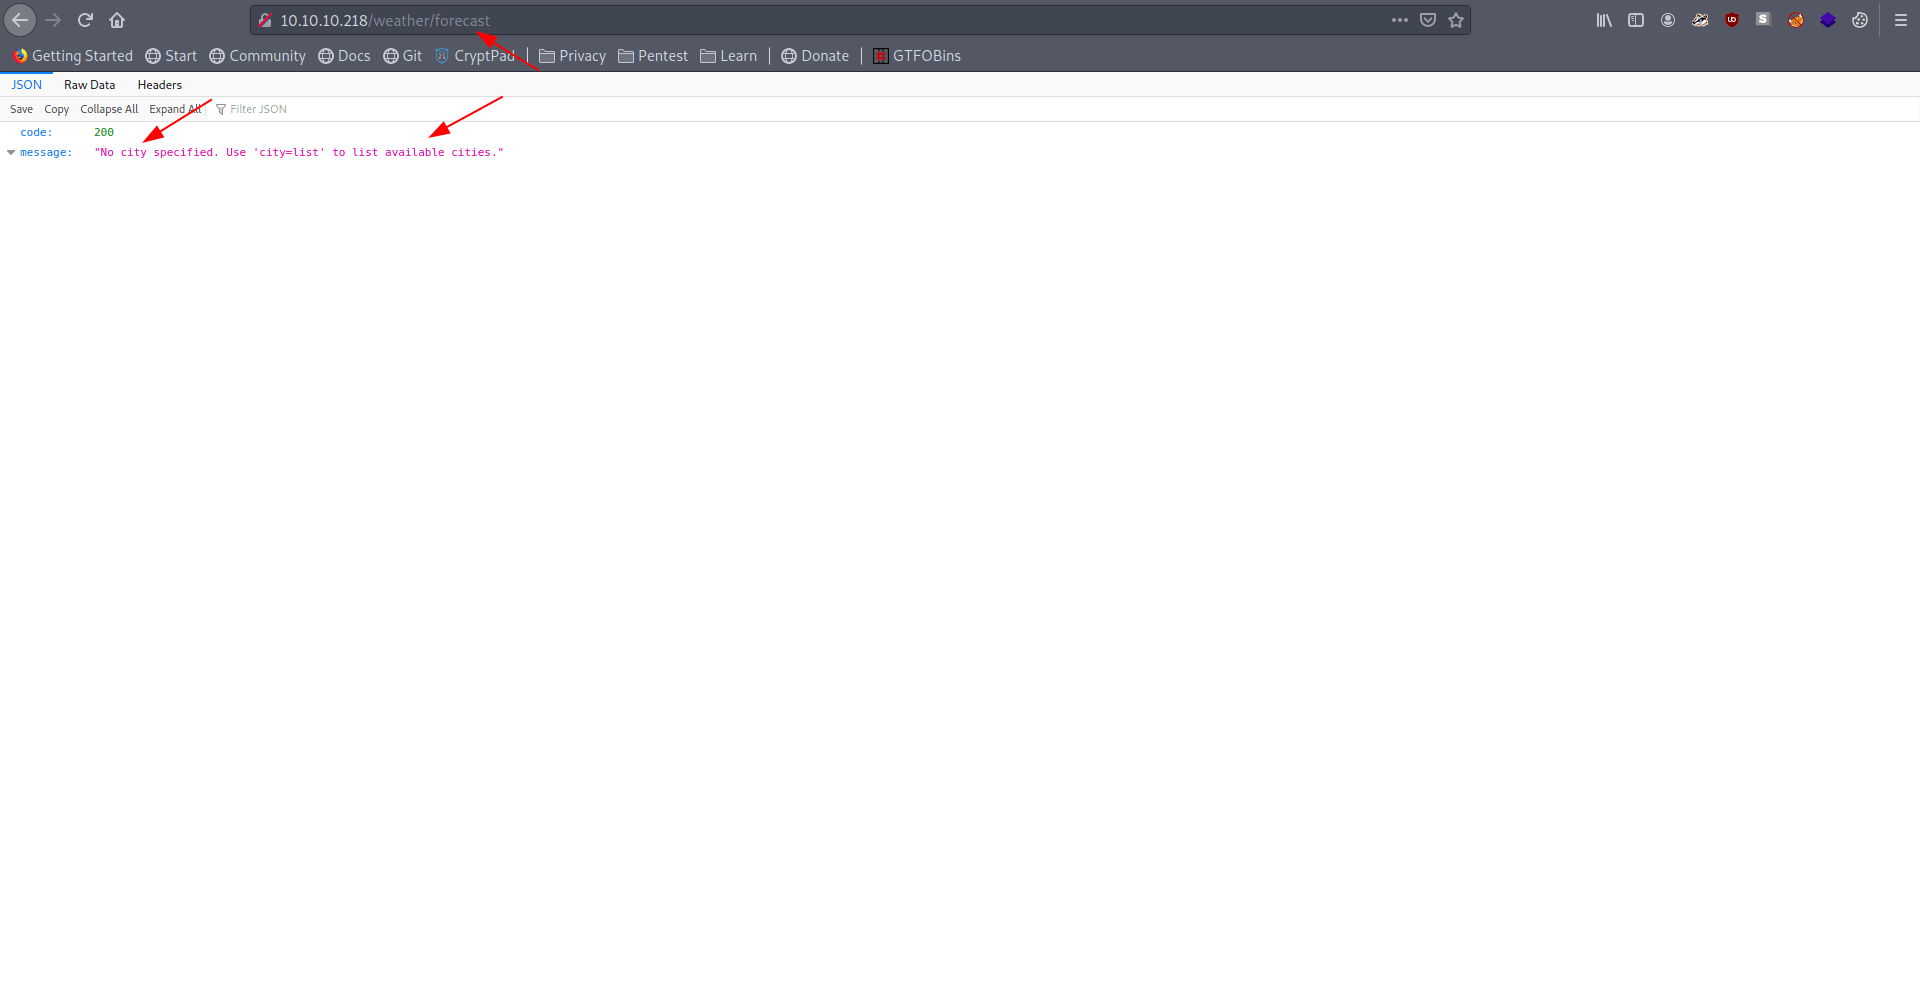 10.10.10.218/weather/forecast
Getting Started Start Community Docs Git CryptPad Privacy Pentest Learn Donate GTFOBins
JSON Raw Data Headers
Save Copy Collapse All Expand All Filter JSON
code: 200
message: "No city specified. Use 'city=list' to list available cities."